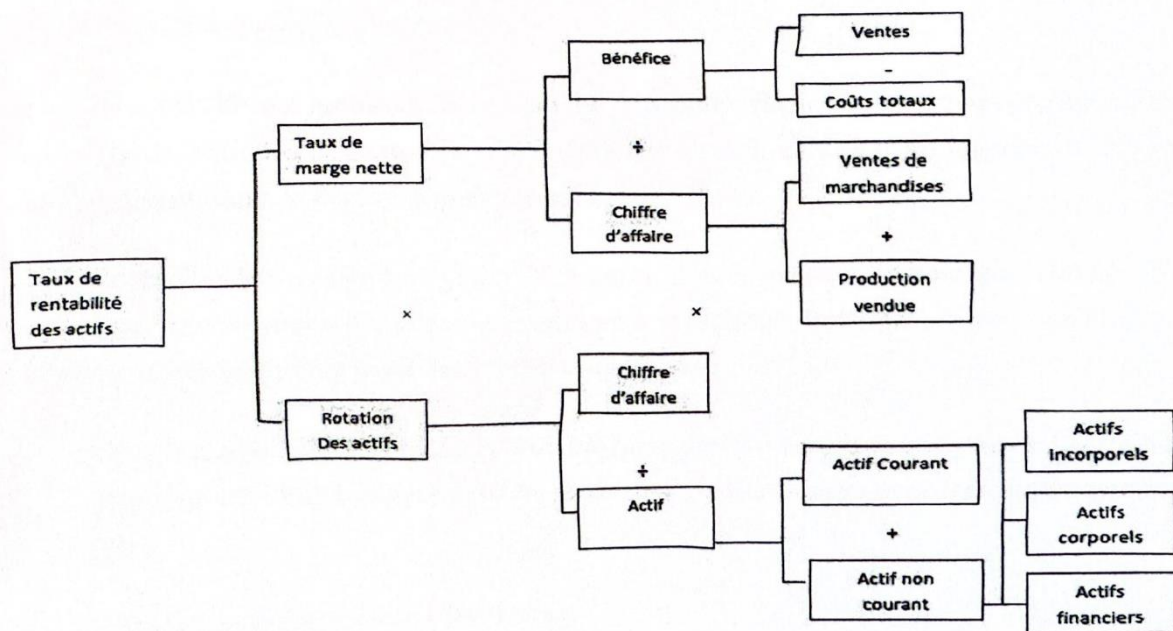 Ventes
Bénéfice
-
Coûts totaux
Taux de
marge nette
÷
Ventes de
marchandises
Chiffre
d'affaire
+
Taux de
rentabilité
des actifs
Production
vendue
×
×
Chiffre
d'affaire
Rotation
Des actifs
Actifs
Incorporels
Actif Courant
÷
Actif
Actifs
corporels
+
Actif non
courant
Actifs
financiers